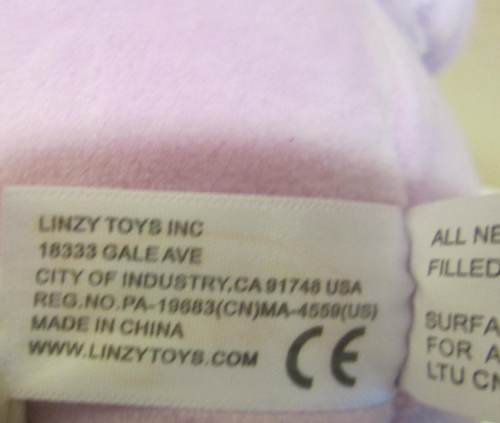 LINZY TOYS INC
18333 GALE AVE
CITY OF INDUSTRY,CA 91748 USA
REG.NO.PA-19683(CN)MA-4559(US)
MADE IN CHINA
WWW.LINZYTOYS.COM
CE
ALL NE
FILLED
SURFA
FOR A
LTU CN